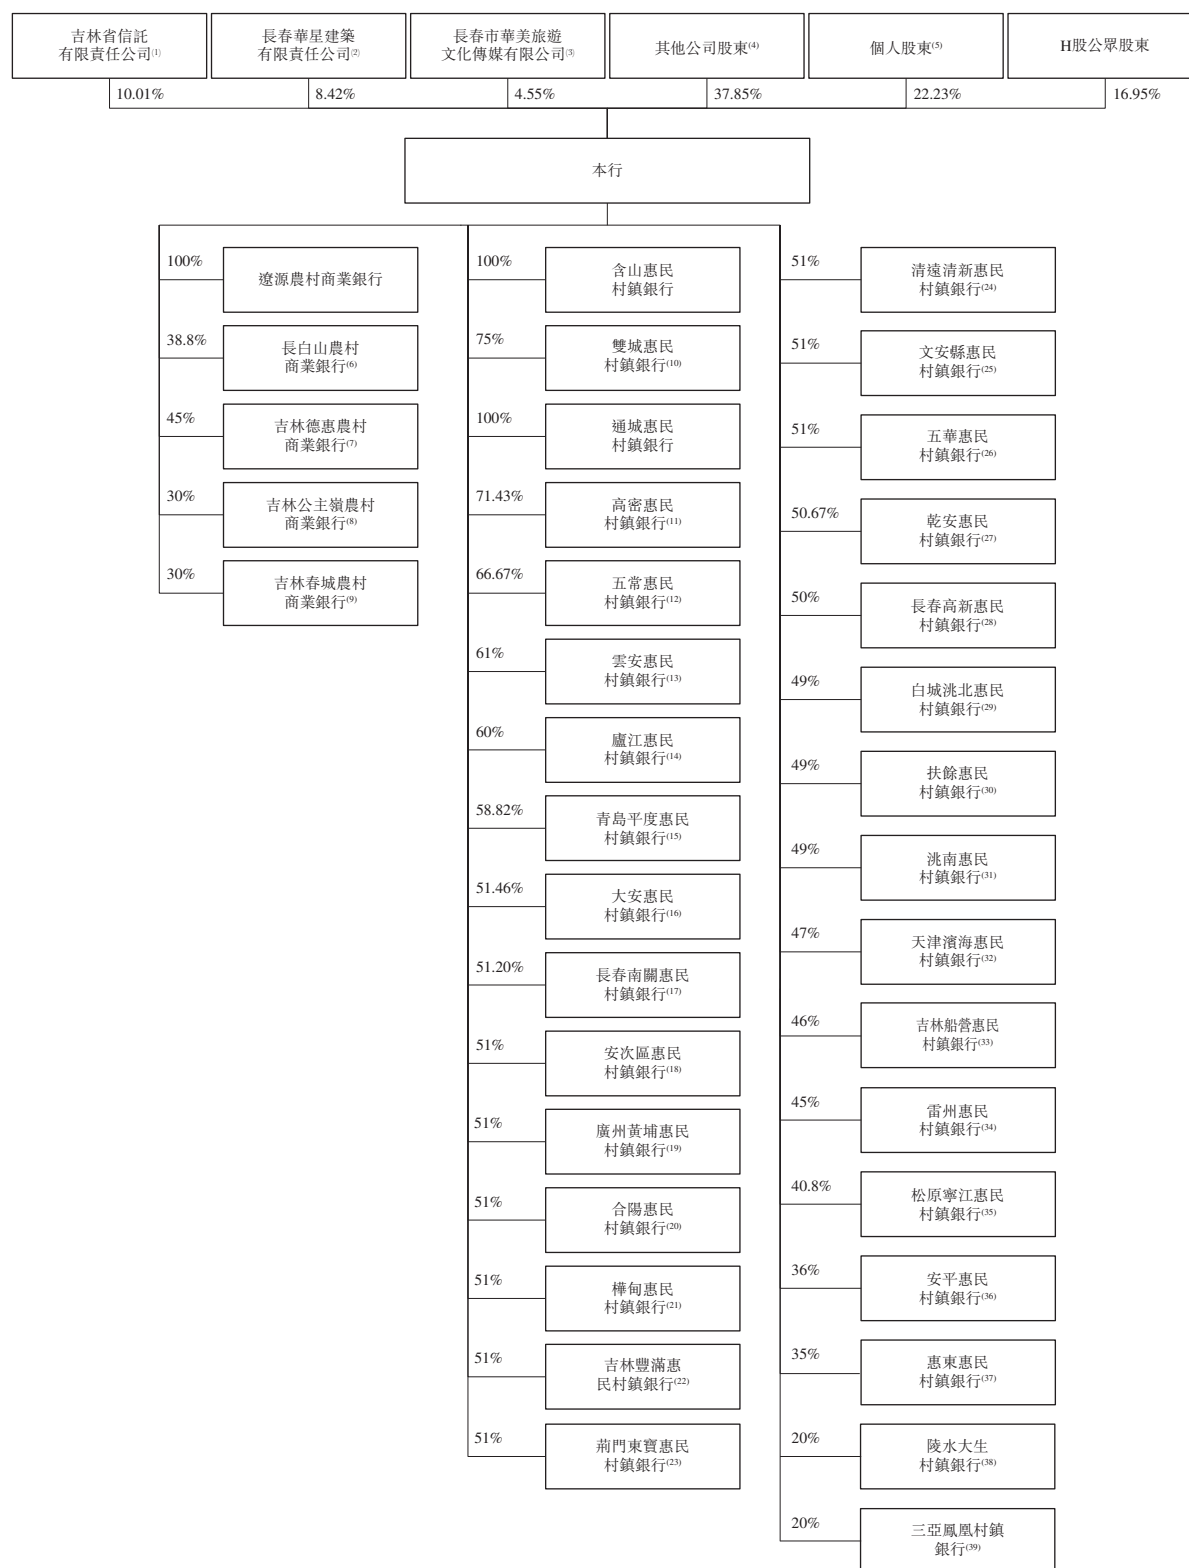 吉林省信託
有限責任公司(1)
長春華星建築
有限責任公司(2)
長春市華美旅遊
文化傳媒有限公司(3)
其他公司股東(4)
個人股東(5)
H股公眾股東
10.01%
8.42%
4.55%
37.85%
22.23%
16.95%
本行
100%
遼源農村商業銀行
38.8%
長白山農村
商業銀行(6)
45%
吉林德惠農村
商業銀行(7)
30%
吉林公主嶺農村
商業銀行(8)
30%
吉林春城農村
商業銀行(9)
100%
含山惠民
村鎮銀行
75%
雙城惠民
村鎮銀行(10)
100%
通城惠民
村鎮銀行
71.43%
高密惠民
村鎮銀行(11)
66.67%
五常惠民
村鎮銀行(12)
61%
雲安惠民
村鎮銀行(13)
60%
廬江惠民
村鎮銀行(14)
58.82%
青島平度惠民
村鎮銀行(15)
51.46%
大安惠民
村鎮銀行(16)
51.20%
長春南關惠民
村鎮銀行(17)
51%
安次區惠民
村鎮銀行(18)
51%
廣州黃埔惠民
村鎮銀行(19)
51%
合陽惠民
村鎮銀行(20)
51%
樺甸惠民
村鎮銀行(21)
51%
吉林豐滿惠
民村鎮銀行(22)
51%
荊門東寶惠民
村鎮銀行(23)
51%
清遠清新惠民
村鎮銀行(24)
51%
文安縣惠民
村鎮銀行(25)
51%
五華惠民
村鎮銀行(26)
50.67%
乾安惠民
村鎮銀行(27)
50%
長春高新惠民
村鎮銀行(28)
49%
白城洮北惠民
村鎮銀行(29)
49%
扶餘惠民
村鎮銀行(30)
49%
洮南惠民
村鎮銀行(31)
47%
天津濱海惠民
村鎮銀行(32)
46%
吉林船營惠民
村鎮銀行(33)
45%
雷州惠民
村鎮銀行(34)
40.8%
松原寧江惠民
村鎮銀行(35)
36%
安平惠民
村鎮銀行(36)
35%
惠東惠民
村鎮銀行(37)
20%
陵水大生
村鎮銀行(38)
20%
三亞鳳凰村鎮
銀行(39)